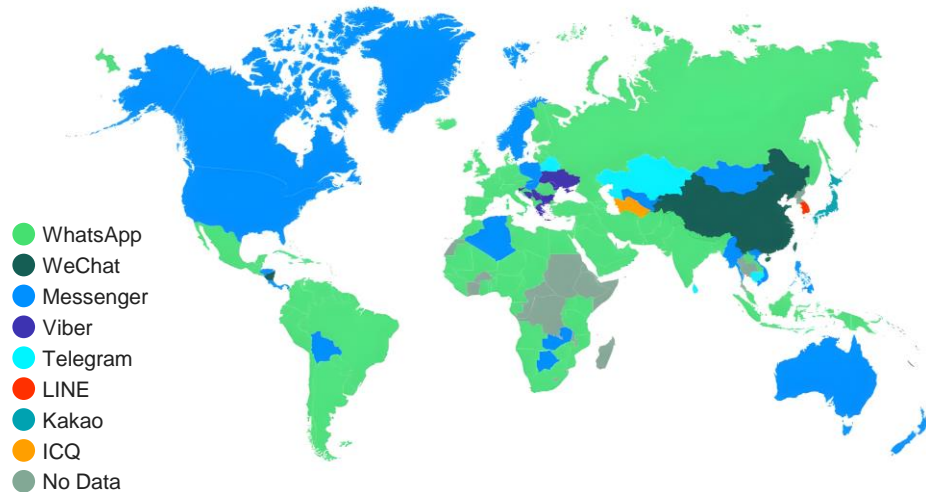 WhatsApp
WeChat
Messenger
Viber
Telegram
LINE
Kakao
ICQ
No Data